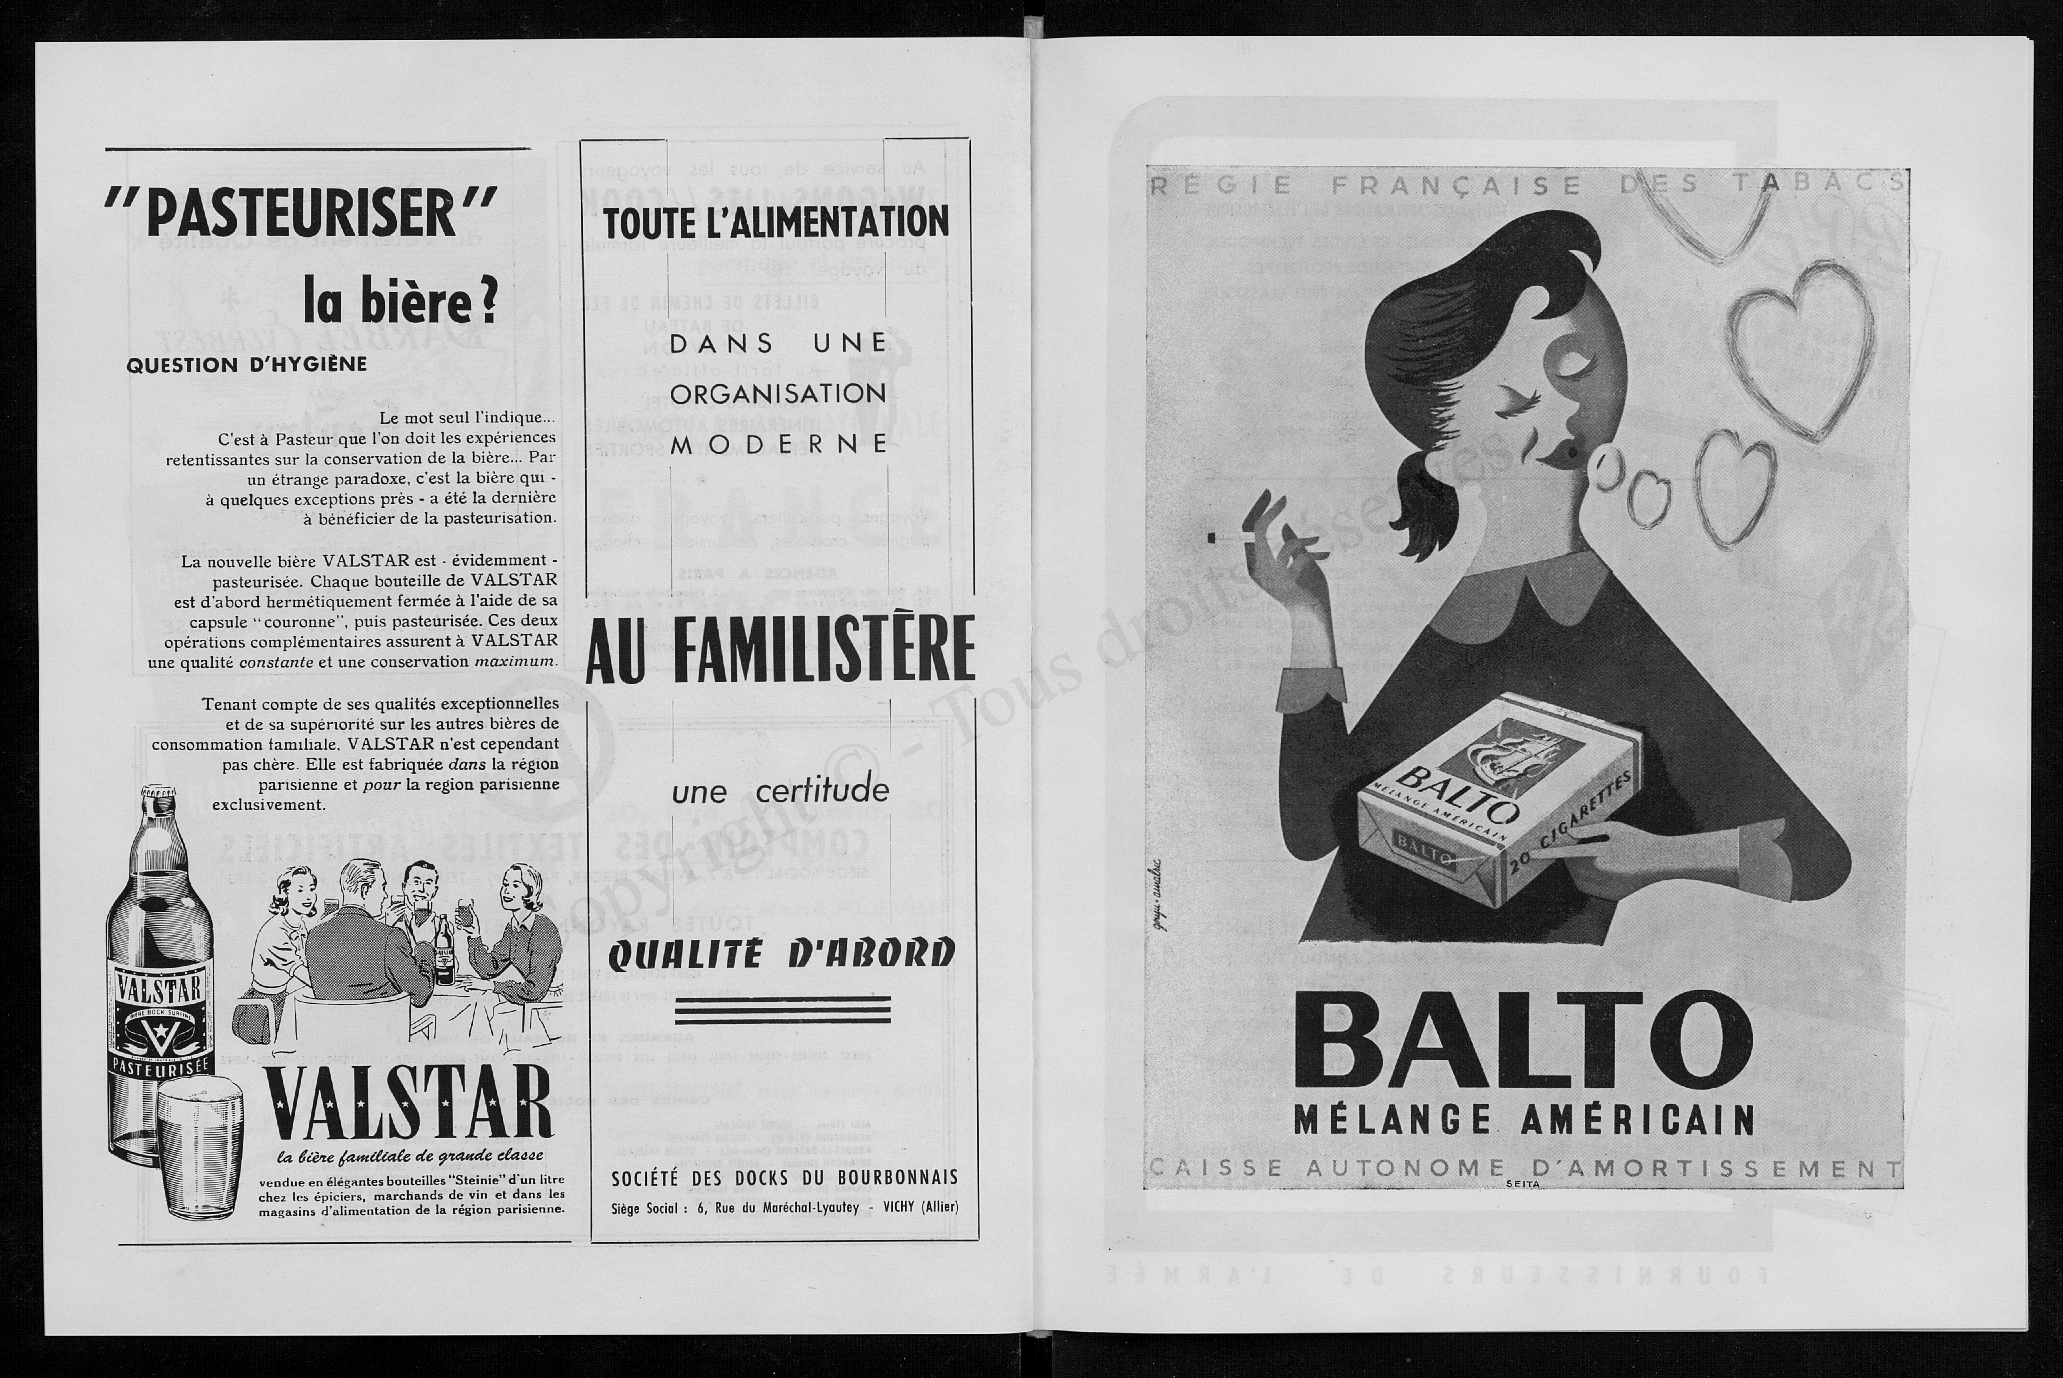 "PASTEURISER"
la bière?
QUESTION D'HYGIÈNE
Le mot seul l'indique...
C'est à Pasteur que l'on doit les expériences
retentissantes sur la conservation de la bière... Par
un étrange paradoxe, c'est la bière qui -
à quelques exceptions près - a été la dernière
à bénéficier de la pasteurisation.
La nouvelle bière VALSTAR est - évidemment -
pasteurisée. Chaque bouteille de VALSTAR
est d'abord hermétiquement fermée à l'aide de sa
capsule "couronne", puis pasteurisée. Ces deux
opérations complémentaires assurent à VALSTAR
une qualité constante et une conservation maximum.
Tenant compte de ses qualités exceptionnelles
et de sa supériorité sur les autres bières de
consommation familiale, VALSTAR n'est cependant
pas chère. Elle est fabriquée dans la région
parisienne et pour la region parisienne
exclusivement.
VALSTAR
BIÈRE BOCK SURFINE
V
PASTEURISÉE
VALSTAR
VALSTAR
la bière familiale de grande classe
vendue en élégantes bouteilles "Steinie" d'un litre
chez les épiciers, marchands de vin et dans les
magasins d'alimentation de la région parisienne.
TOUTE L'ALIMENTATION
DANS UNE
ORGANISATION
MODERNE
AU FAMILISTÈRE
une certitude
QUALITÉ D'ABORD
SOCIÉTÉ DES DOCKS DU BOURBONNAIS
Siège Social : 6, Rue du Maréchal-Lyautey - VICHY (Allier)
RÉGIE FRANÇAISE DES TABACS
BALTO
MÉLANGE AMÉRICAIN
BALTO
20 CIGARETTES
BALTO
MÉLANGE AMÉRICAIN
CAISSE AUTONOME D'AMORTISSEMENT
SEITA
Copyright © - Tous droits réservés